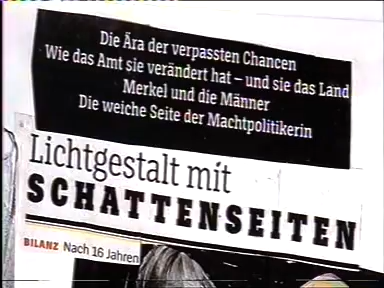 Die Ära der verpassten Chancen
Wie das Amt sie verändert hat – und sie das Land
Merkel und die Männer
Die weiche Seite der Machtpolitikerin
Lichtgestalt mit
SCHATTENSEITEN
BILANZ Nach 16 Jahren